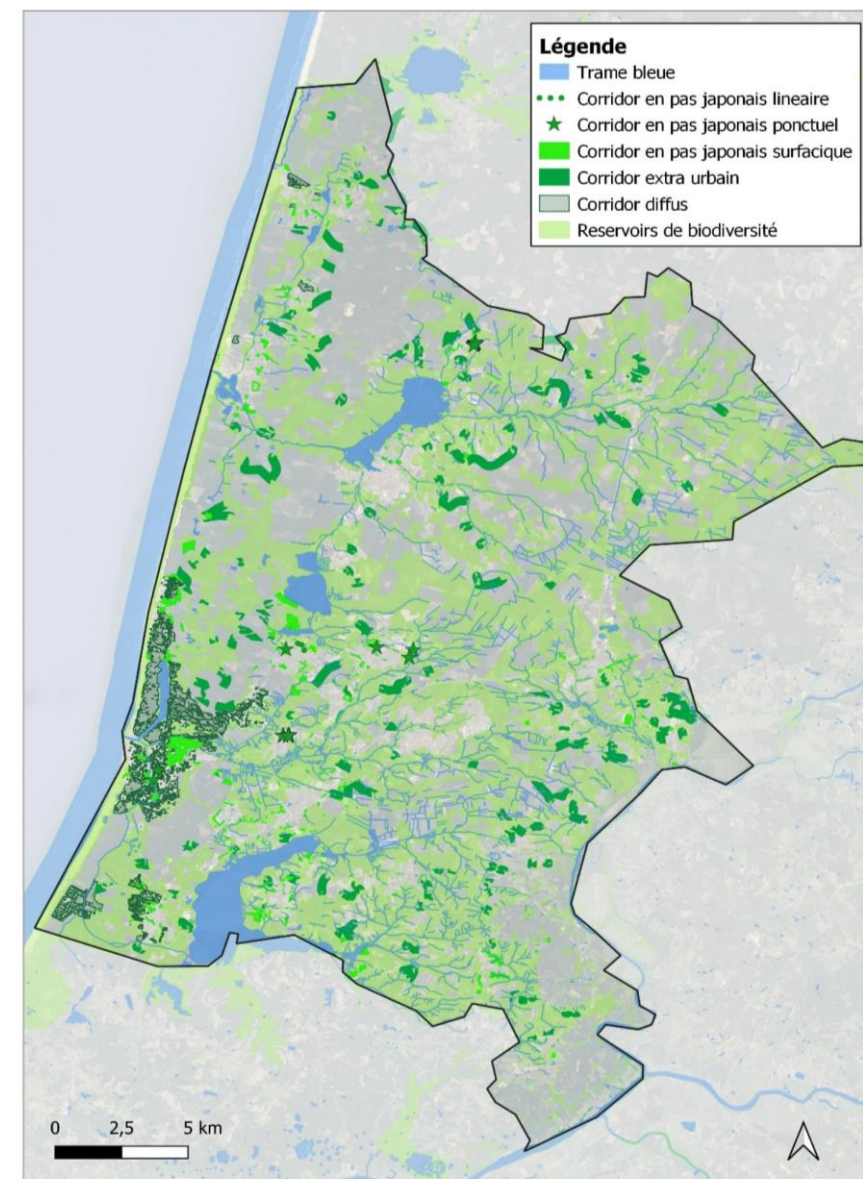 Légende
Trame bleue
Corridor en pas japonais lineaire
Corridor en pas japonais ponctuel
Corridor en pas japonais surfacique
Corridor extra urbain
Corridor diffus
Reservoirs de biodiversité
0 2,5 5 km